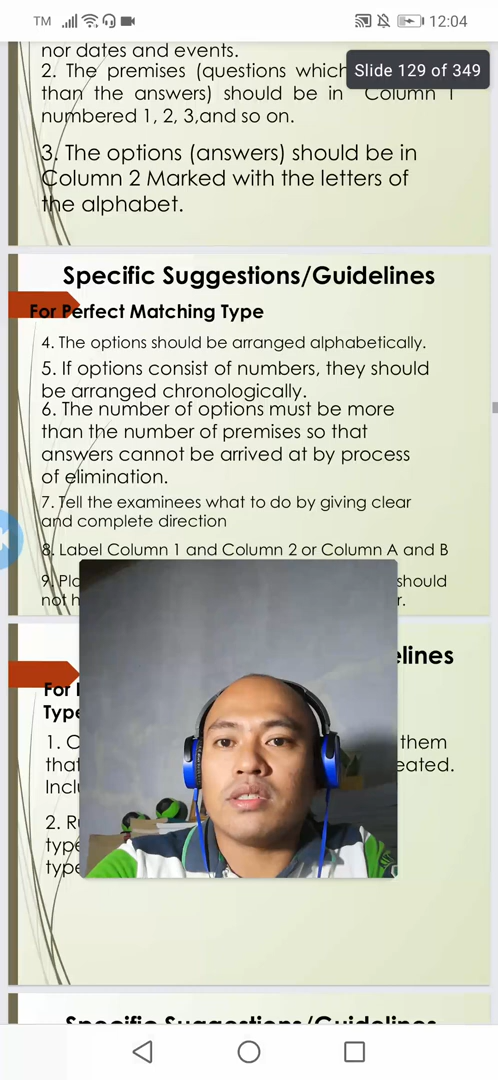 TM 12:04
nor dates and events.
Slide 129 of 349
2. The premises (questions which
than the answers) should be in Column 1
numbered 1, 2, 3,and so on.
3. The options (answers) should be in
Column 2 Marked with the letters of
the alphabet.
Specific Suggestions/Guidelines
For Perfect Matching Type
4. The options should be arranged alphabetically.
5. If options consist of numbers, they should
be arranged chronologically.
6. The number of options must be more
than the number of premises so that
answers cannot be arrived at by process
of elimination.
7. Tell the examinees what to do by giving clear
and complete direction
8. Label Column 1 and Column 2 or Column A and B
9. should
not
elines
For
Type
1. them
that eated.
2.
type
type
Specific Suggestions/Guidelines